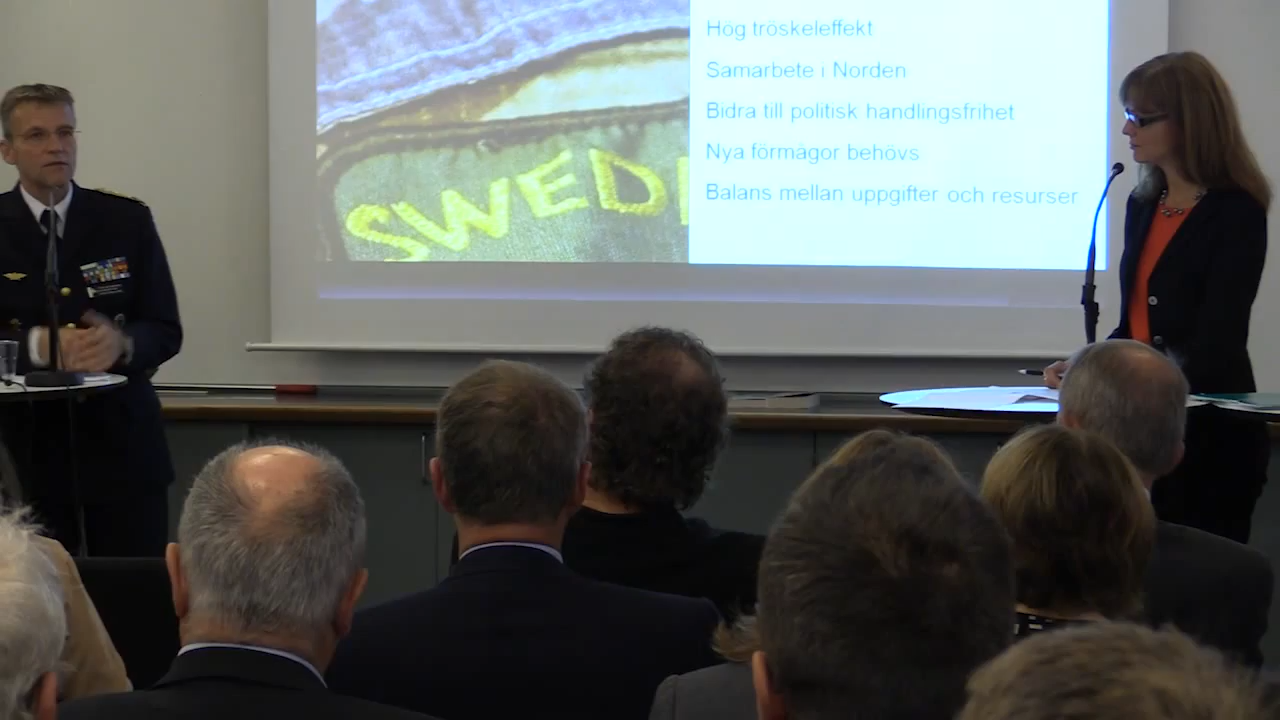 Hög tröskeleffekt
Samarbete i Norden
Bidra till politisk handlingsfrihet
Nya förmågor behövs
Balans mellan uppgifter och resurser
SWED